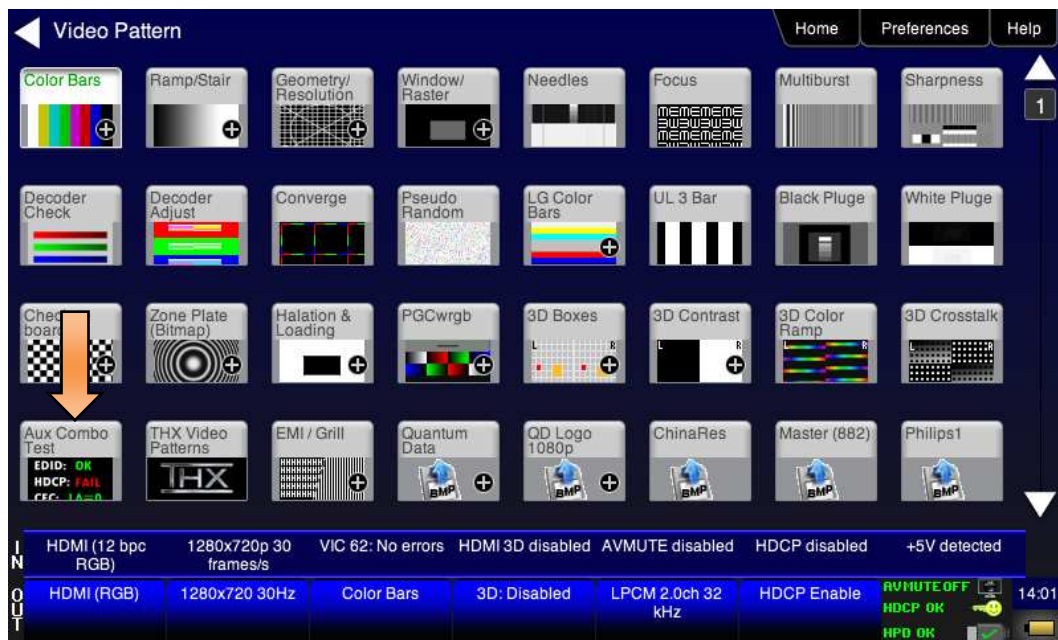 Video Pattern
Home
Preferences
Help
Color Bars
Ramp/Stair
Geometry/
Resolution
Window/
Raster
Needles
Focus
Multiburst
Sharpness
1
MEMEMEME
MEMEMEME
Decoder
Check
Decoder
Adjust
Converge
Pseudo
Random
LG Color
Bars
UL 3 Bar
Black Pluge
White Pluge
Zone Plate
(Bitmap)
Halation &
Loading
PGCwrgb
3D Boxes
3D Contrast
3D Color
Ramp
3D Crosstalk
L R
L R
L R
L R
Aux Combo
Test
THX Video
Patterns
EMI / Grill
Quantum
Data
QD Logo
1080p
ChinaRes
Master (882)
Philips1
EDID: OK
HDCP: FAIL
CEC: LA=0
THX
BMP
BMP
BMP
BMP
BMP
IN
HDMI (12 bpc
RGB)
1280x720p 30
frames/s
VIC 62: No errors
HDMI 3D disabled
AVMUTE disabled
HDCP disabled
+5V detected
OUT
HDMI (RGB)
1280x720 30Hz
Color Bars
3D: Disabled
LPCM 2.0ch 32
kHz
HDCP Enable
AVMUTE OFF
HDCP OK
HPD OK
14:01